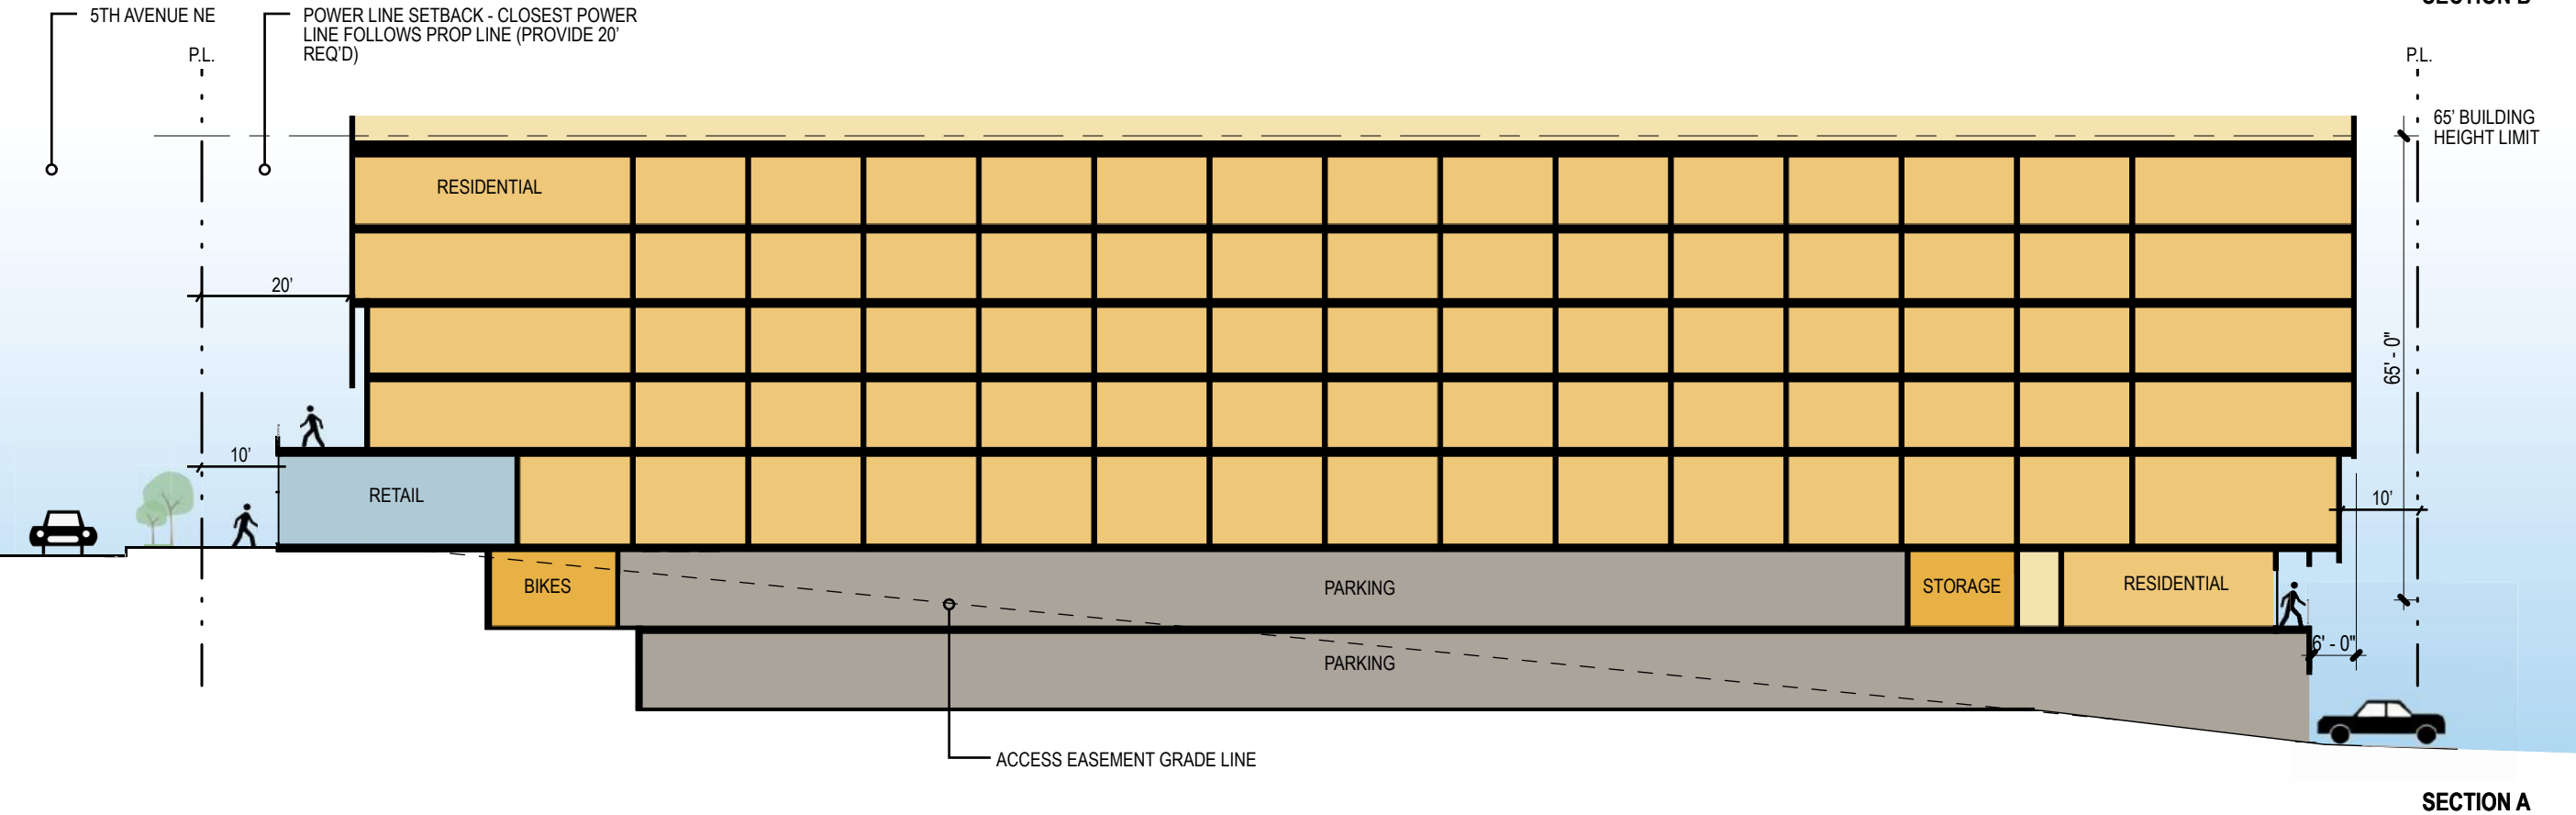 SECTION B
5TH AVENUE NE
POWER LINE SETBACK - CLOSEST POWER
LINE FOLLOWS PROP LINE (PROVIDE 20'
REQ'D)
P.L.
P.L.
65' BUILDING
HEIGHT LIMIT
RESIDENTIAL
20'
65' - 0"
10'
RETAIL
10'
BIKES
PARKING
STORAGE
RESIDENTIAL
6' - 0"
PARKING
ACCESS EASEMENT GRADE LINE
SECTION A